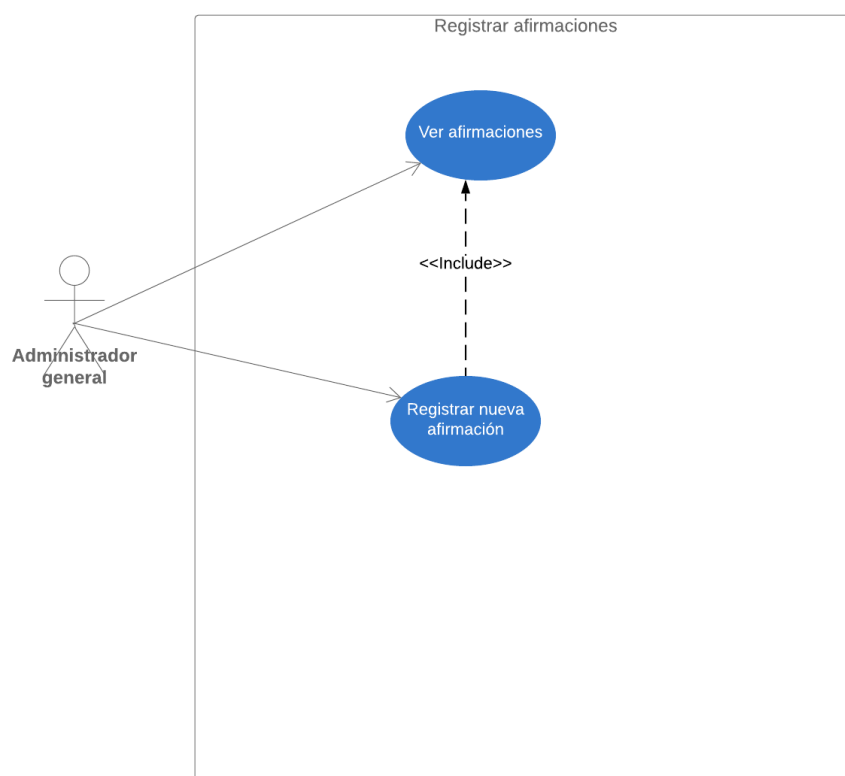 Registrar afirmaciones
Ver afirmaciones
<<Include>>
Administrador
general
Registrar nueva
afirmación